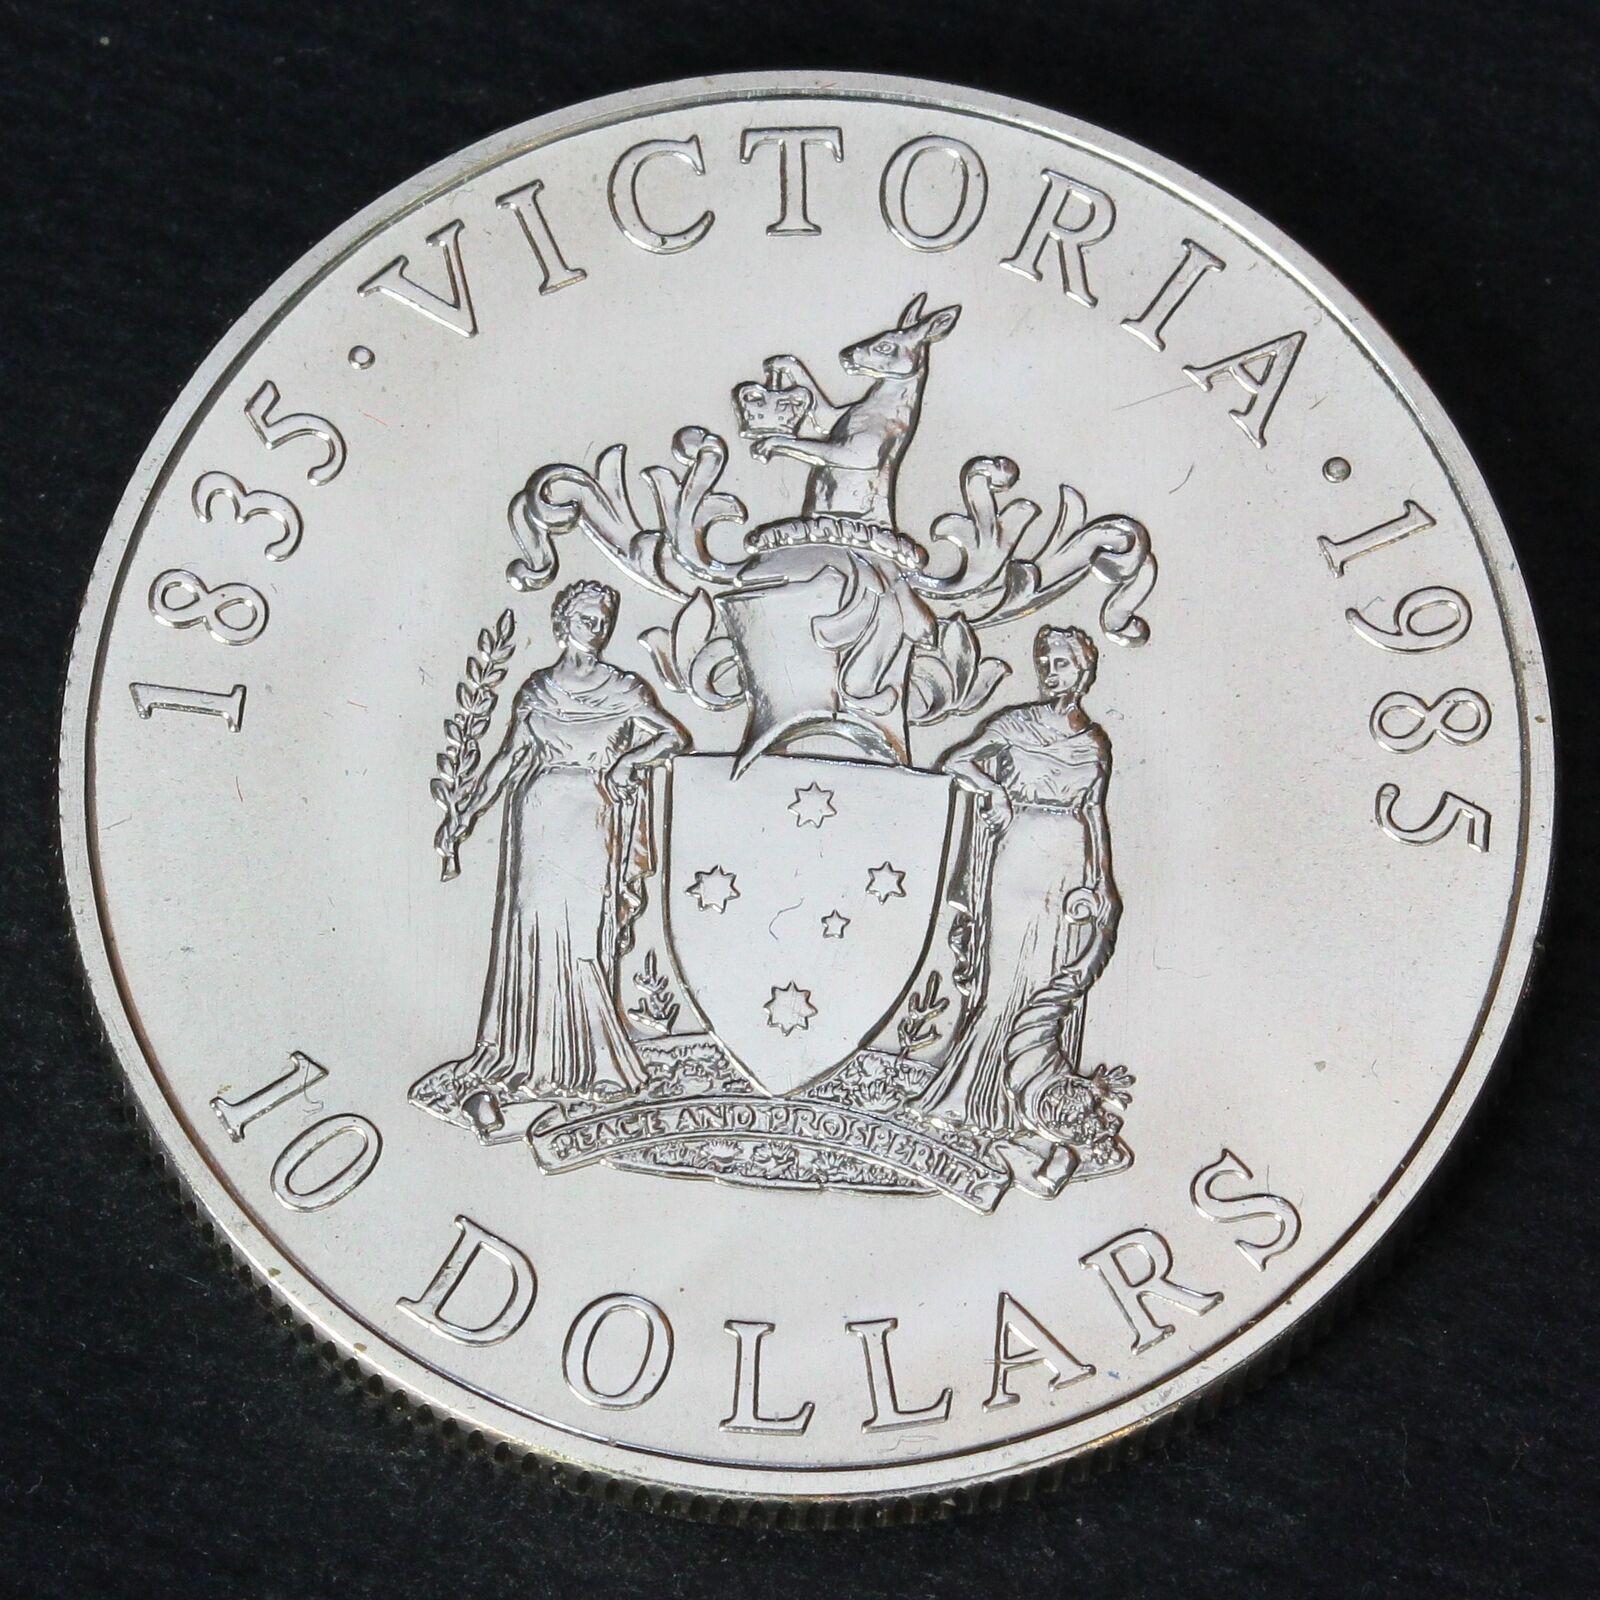 1835 · VICTORIA · 1985
PEACE AND PROSPERITY
10 DOLLARS